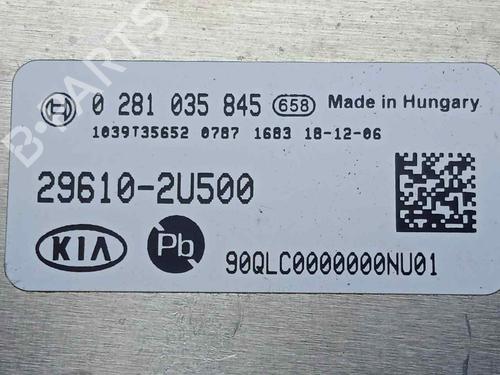 0 281 035 845 658 Made in Hungary
1039T35652 0787 1683 18-12-06
29610-2U500
KIA Pb
90QLC0000000NU01
B-PARTS